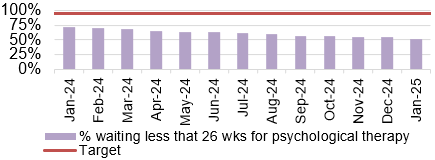 100%
75%
50%
25%
0%
Jan-24 Feb-24 Mar-24 Apr-24 May-24 Jun-24 Jul-24 Aug-24 Sep-24 Oct-24 Nov-24 Dec-24 Jan-25
% waiting less that 26 wks for psychological therapy
Target